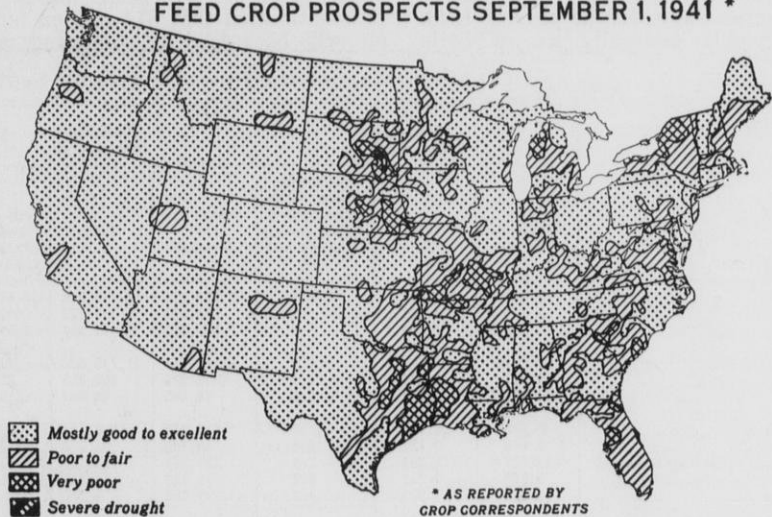 FEED CROP PROSPECTS SEPTEMBER 1, 1941 *
Mostly good to excellent
Poor to fair
Very poor
Severe drought
* AS REPORTED BY
CROP CORRESPONDENTS